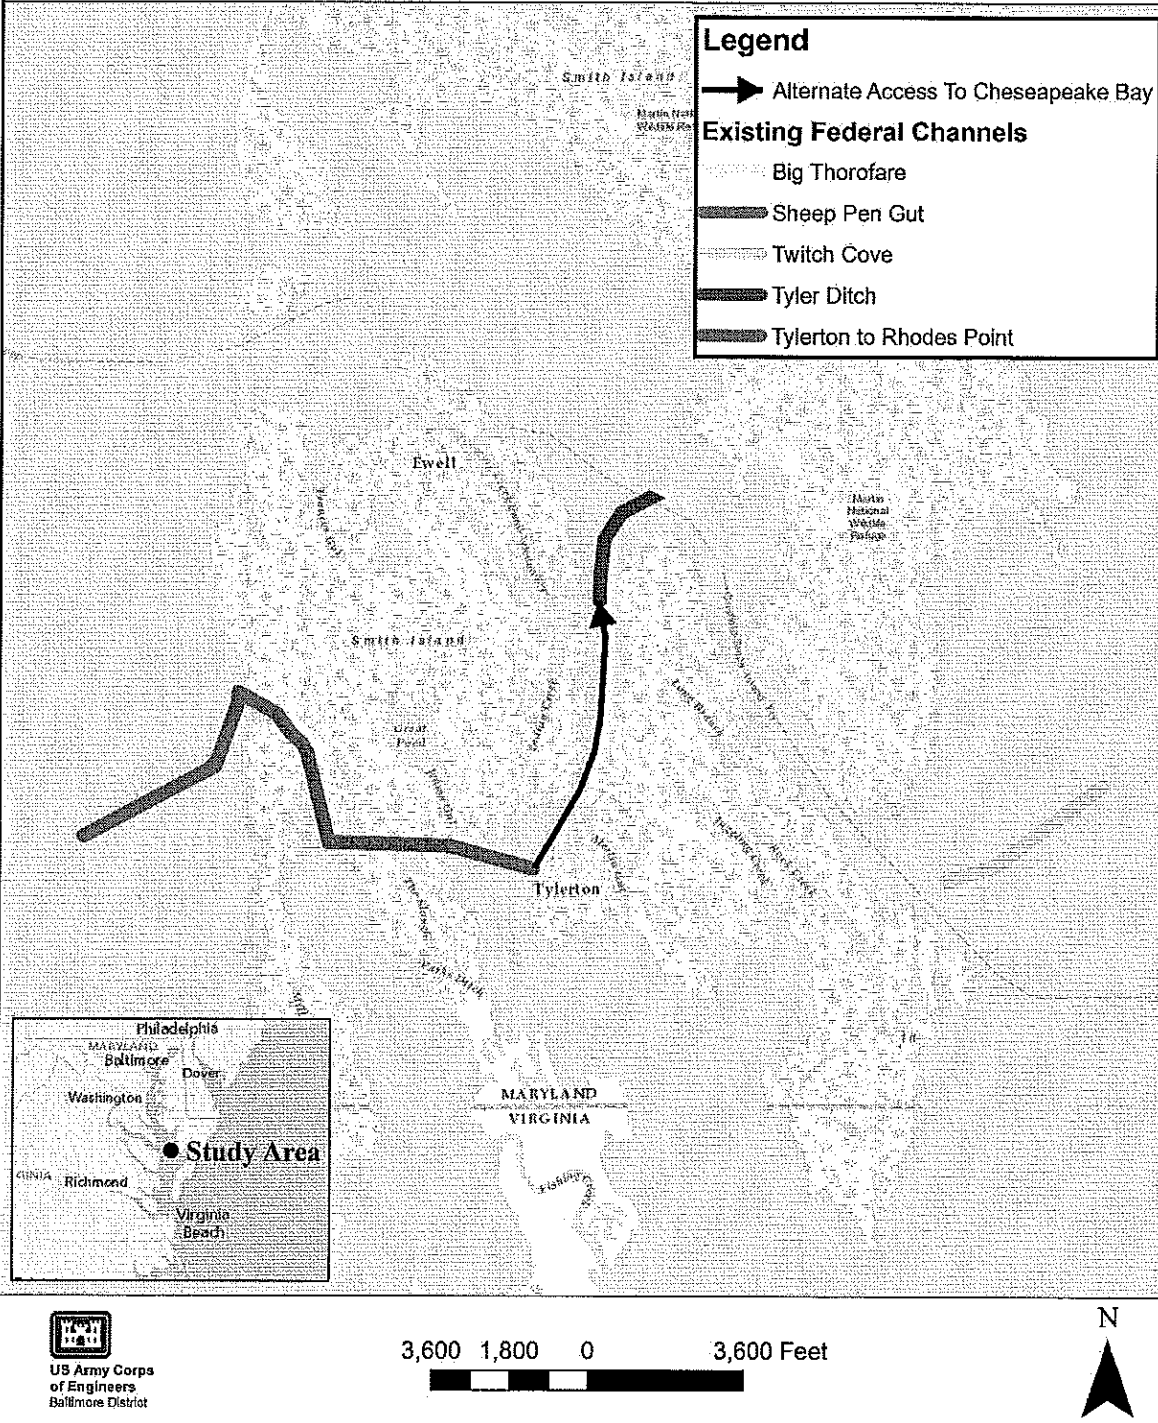 Legend
Alternate Access To Cheseapeake Bay
Existing Federal Channels
Big Thorofare
Sheep Pen Gut
Twitch Cove
Tyler Ditch
Tylerton to Rhodes Point
Smith Island
Ewell
Martin
National
Wildlife
Refuge
Smith Island
Great
Pond
Tylerton
MARYLAND
VIRGINIA
Philadelphia
MARYLAND
Baltimore
Dover
Washington
Study Area
GINIA
Richmond
Virginia
Beach
US Army Corps
of Engineers
Baltimore District
3,600 1,800 0 3,600 Feet
N